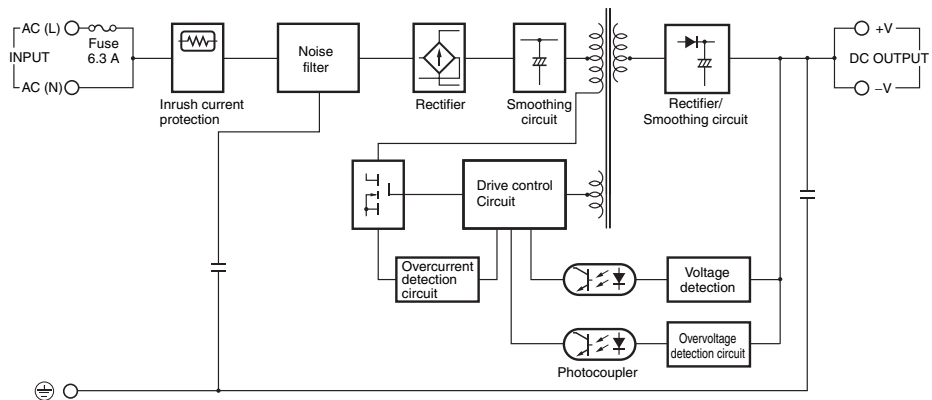 AC (L)
Fuse
6.3 A
INPUT
AC (N)
Inrush current
protection
Noise
filter
Rectifier
Smoothing
circuit
Rectifier/
Smoothing circuit
+V
DC OUTPUT
–V
Drive control
Circuit
Overcurrent
detection
circuit
Voltage
detection
Overvoltage
detection circuit
Photocoupler